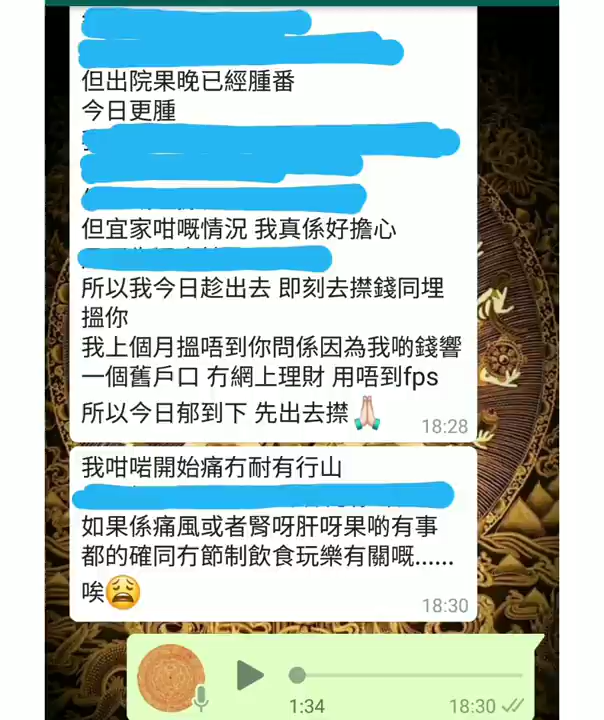 但出院果晚已經腫番
今日更腫
但宜家咁嘅情況 我真係好擔心
所以我今日趁出去 即刻去㩒錢同埋
搵你
我上個月搵唔到你問係因為我啲錢響
一個舊戶口 冇網上理財 用唔到fps
所以今日郁到下 先出去㩒🙏
18:28
我咁啱開始痛冇耐有行山
如果係痛風或者腎呀肝呀果啲有事
都的確同冇節制飲食玩樂有關嘅......
唉😩
18:30
1:34
18:30